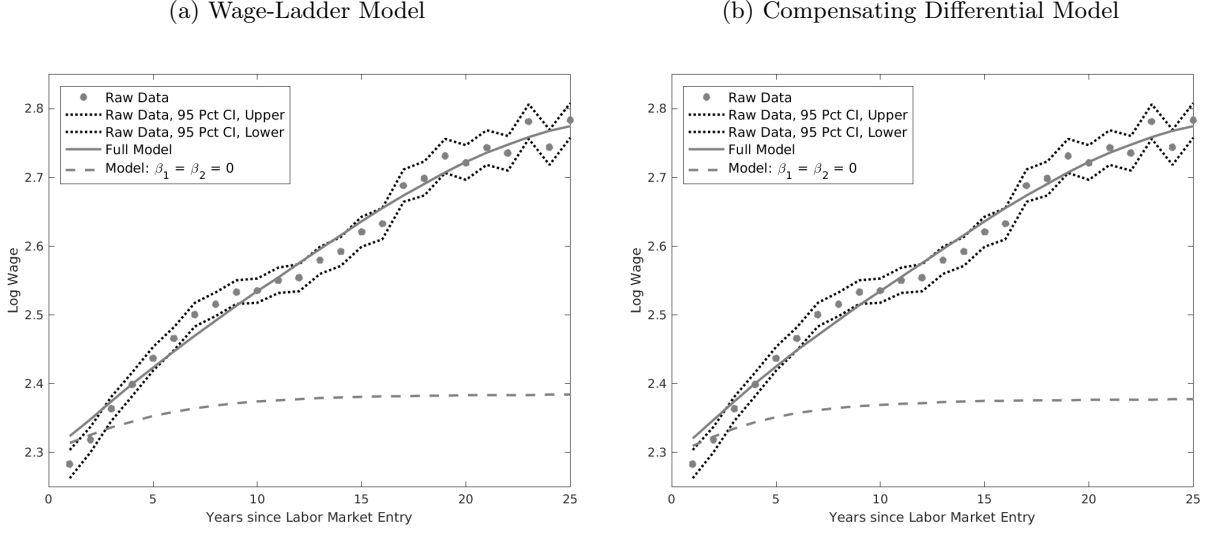 (a) Wage-Ladder Model
2.8
2.7
2.6
2.5
2.4
2.3
Log Wage
Raw Data
Raw Data, 95 Pct CI, Upper
Raw Data, 95 Pct CI, Lower
Full Model
Model: β₁ = β₂ = 0
0 5 10 15 20 25
Years since Labor Market Entry
(b) Compensating Differential Model
2.8
2.7
2.6
2.5
2.4
2.3
Log Wage
Raw Data
Raw Data, 95 Pct CI, Upper
Raw Data, 95 Pct CI, Lower
Full Model
Model: β₁ = β₂ = 0
0 5 10 15 20 25
Years since Labor Market Entry